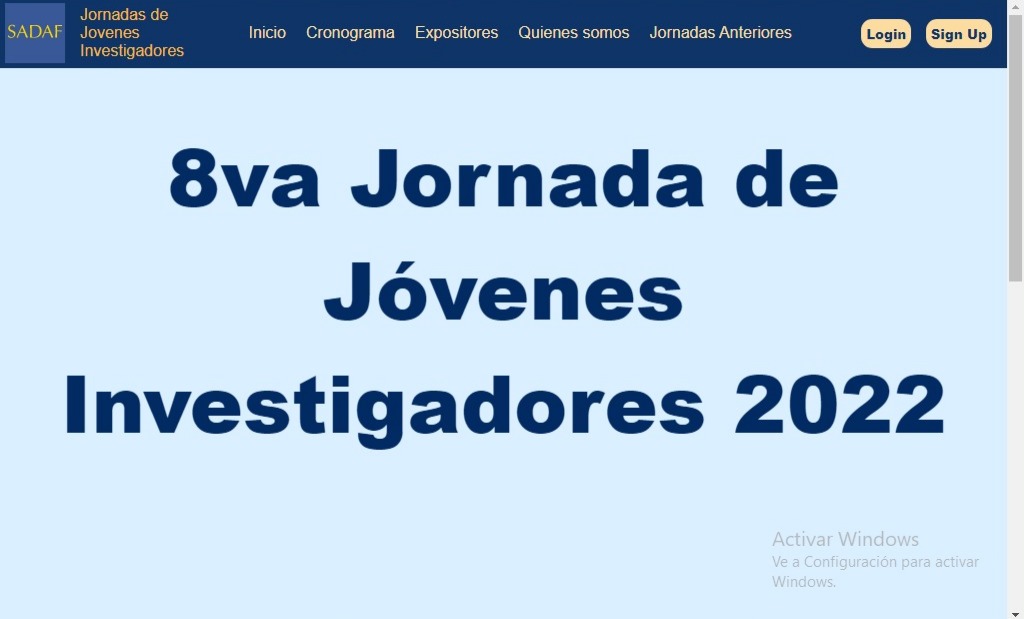 SADAF
Jornadas de
Jovenes
Investigadores
Inicio Cronograma Expositores Quienes somos Jornadas Anteriores Login Sign Up
8va Jornada de
Jóvenes
Investigadores 2022
Activar Windows
Ve a Configuración para activar
Windows.